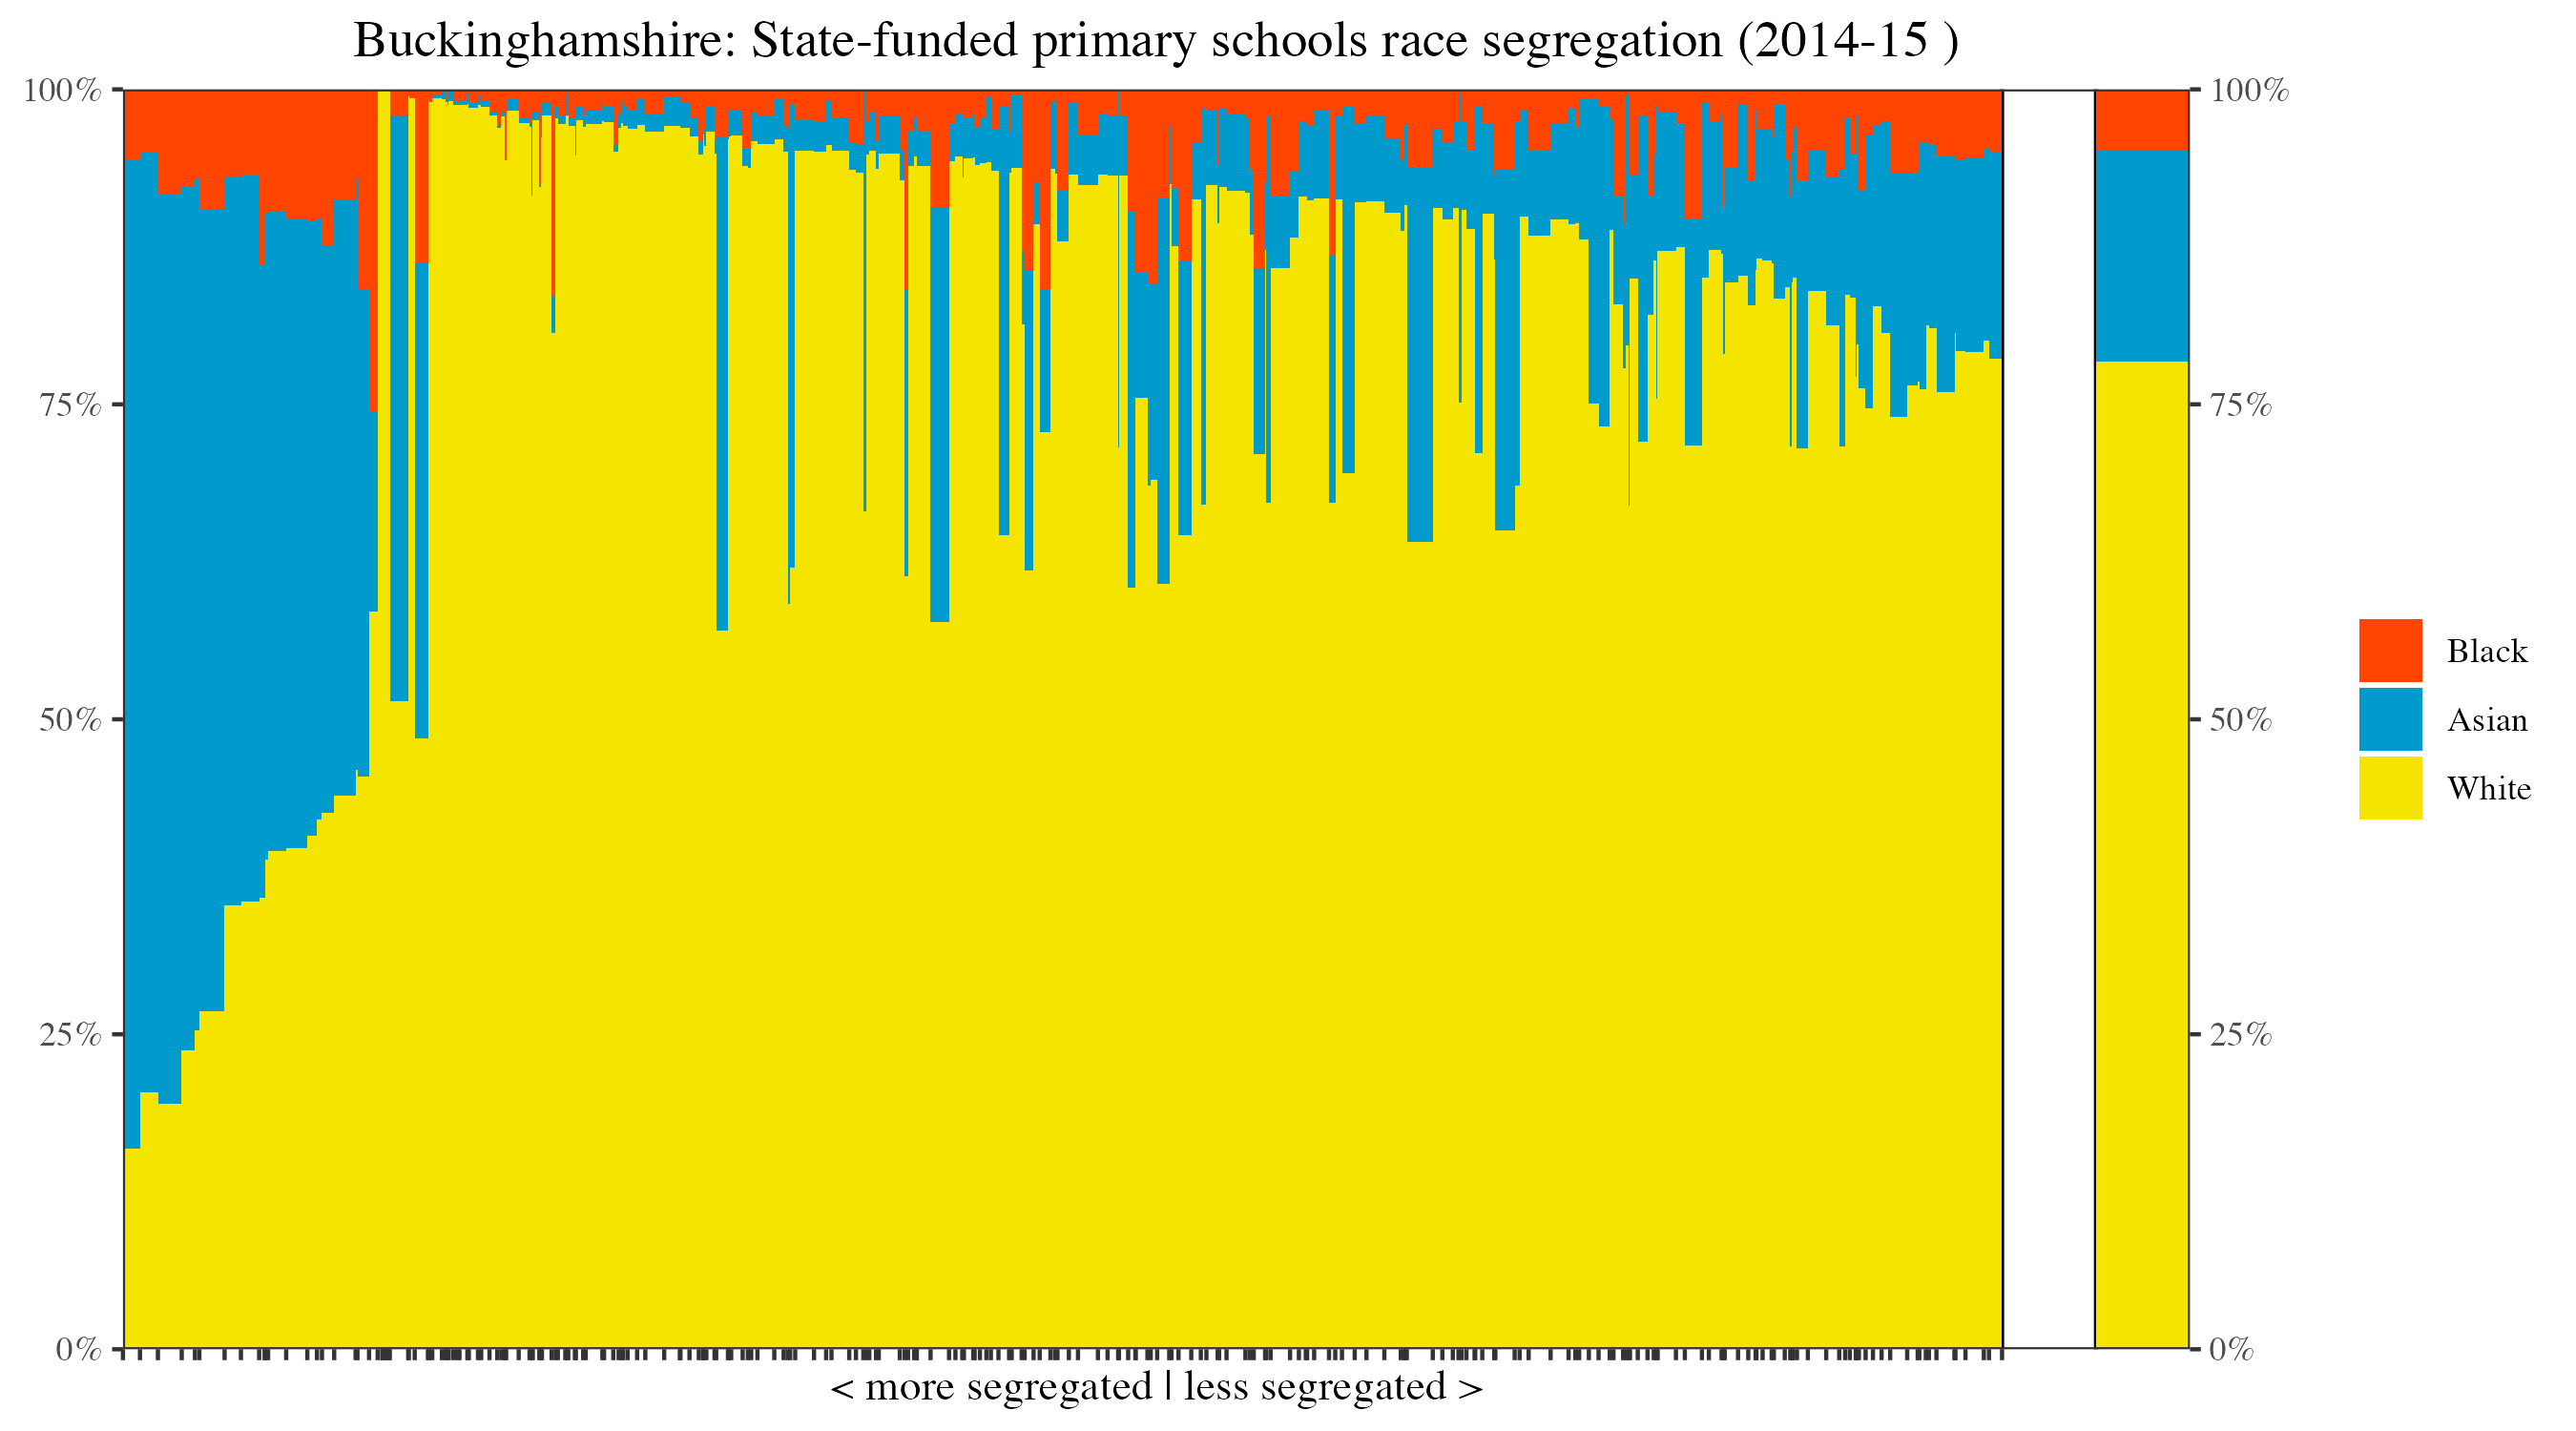 Buckinghamshire: State-funded primary schools race segregation (2014-15 )
100%
75%
50%
25%
0%
100%
75%
50%
25%
0%
Black
Asian
White
< more segregated | less segregated >